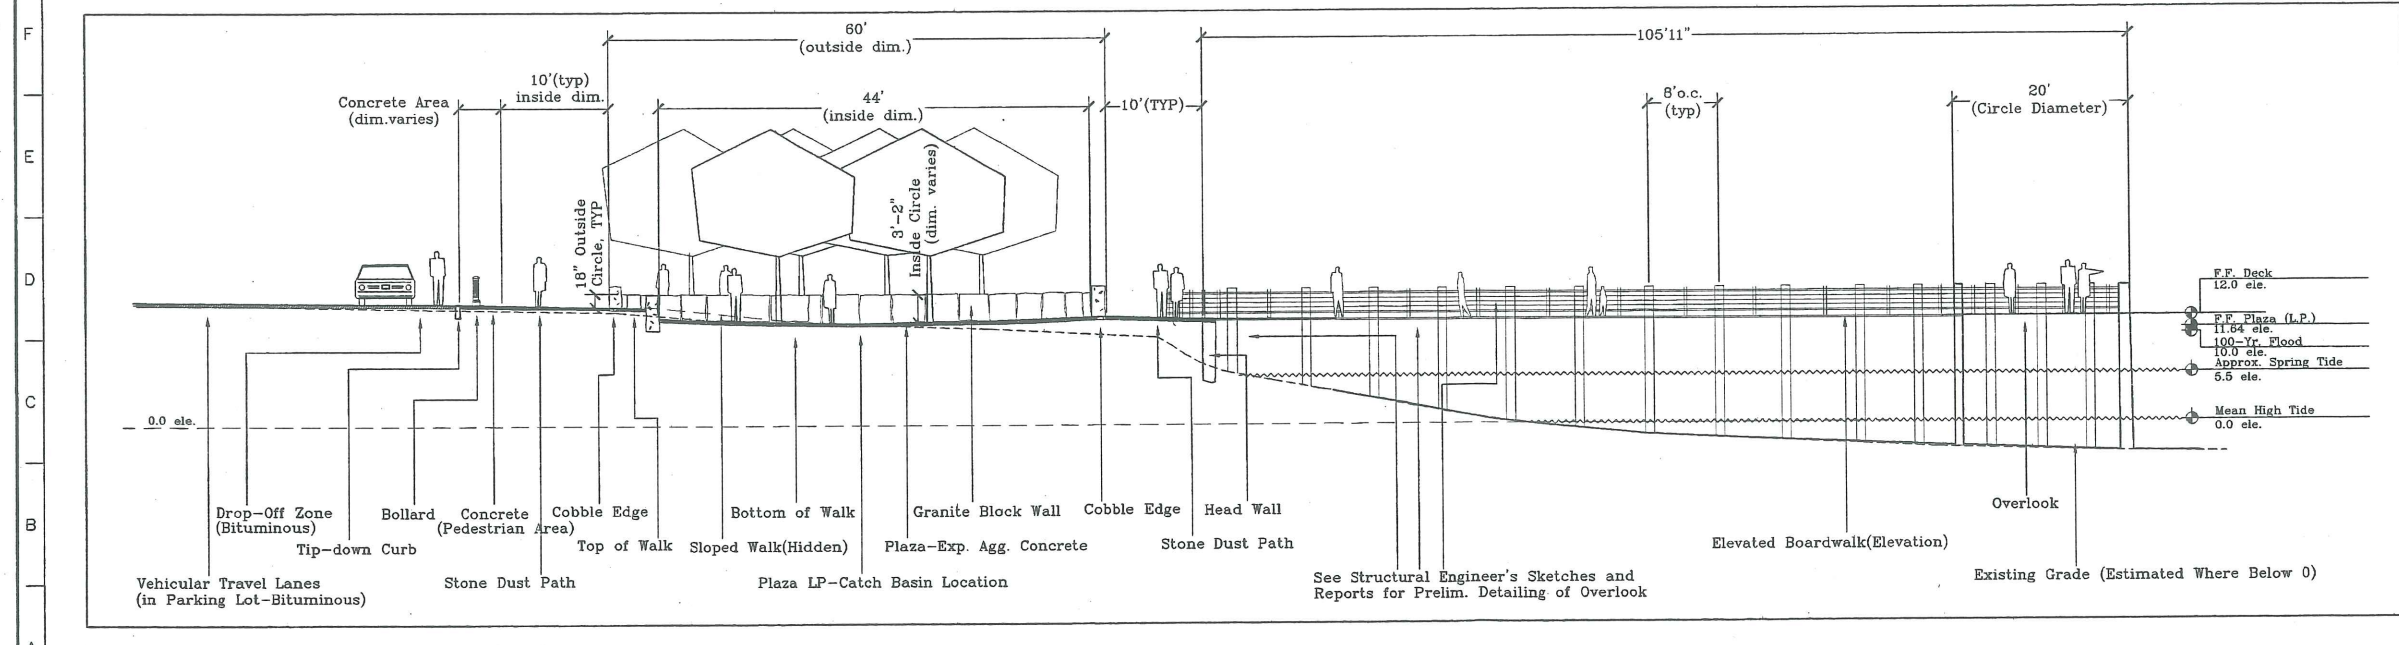 F
60'
(outside dim.)
105'11"
10'(typ)
inside dim.
Concrete Area
(dim.varies)
44'
(inside dim.)
10'(TYP)
8'o.c.
(typ)
20'
(Circle Diameter)
E
18" Outside
Circle, TYP
3'-2"
Inside Circle
(dim. varies)
D
F.F. Deck
12.0 ele.
F.F. Plaza (L.P.)
11.64 ele.
100-Yr. Flood
10.0 ele.
Approx. Spring Tide
5.5 ele.
C
0.0 ele.
Mean High Tide
0.0 ele.
B
Drop-Off Zone
(Bituminous)
Bollard
Concrete
(Pedestrian Area)
Cobble Edge
Bottom of Walk
Granite Block Wall
Cobble Edge
Head Wall
Overlook
Tip-down Curb
Top of Walk
Sloped Walk(Hidden)
Plaza-Exp. Agg. Concrete
Stone Dust Path
Elevated Boardwalk(Elevation)
Vehicular Travel Lanes
(in Parking Lot-Bituminous)
Stone Dust Path
Plaza LP-Catch Basin Location
See Structural Engineer's Sketches and
Reports for Prelim. Detailing of Overlook
Existing Grade (Estimated Where Below 0)